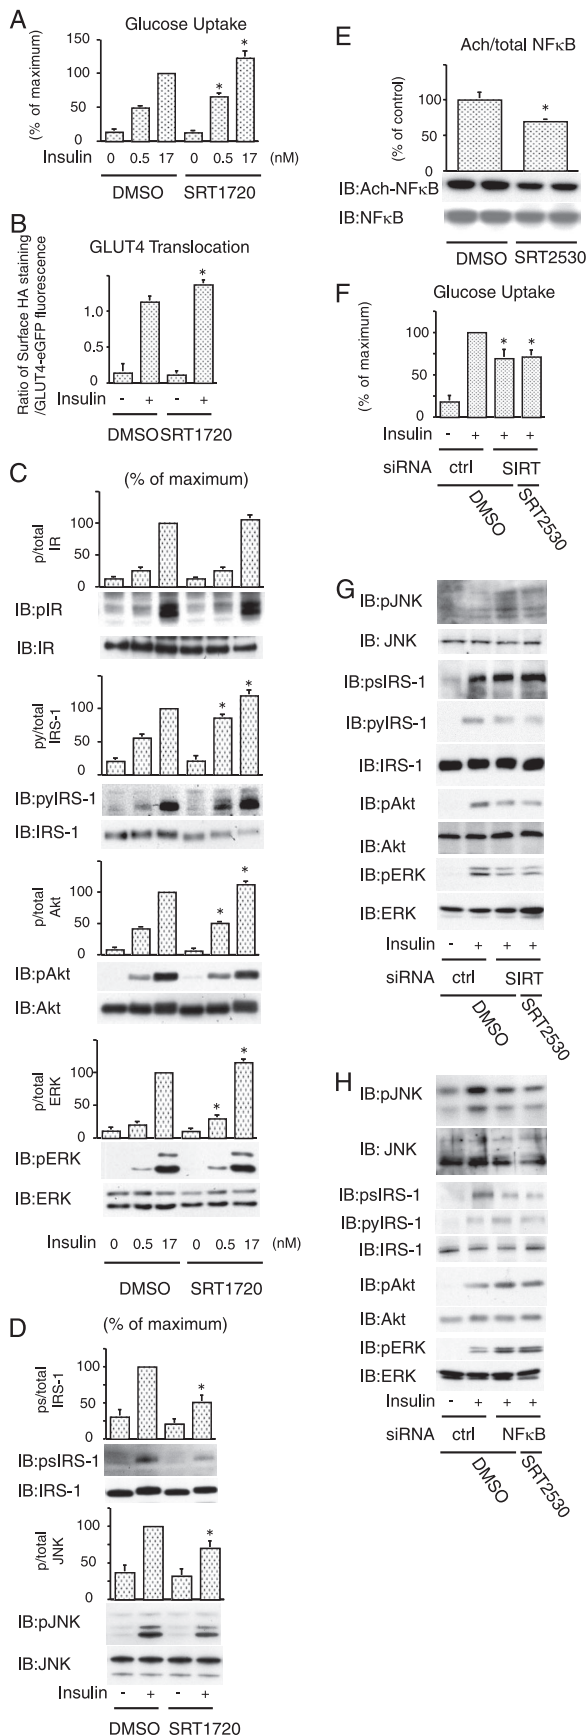 A
Glucose Uptake
(% of maximum)
150
100
50
0
* *
Insulin 0 0.5 17 0 0.5 17 (nM)
DMSO SRT1720
B
GLUT4 Translocation
Ratio of Surface HA staining
/GLUT4-eGFP fluorescence
1.0
0.5
0
*
Insulin - + - +
DMSO SRT1720
C
(% of maximum)
p/total
IR
100
50
0
IB:pIR
IB:IR
py/total
IRS-1
100
50
0
* *
IB:pyIRS-1
IB:IRS-1
p/total
Akt
100
50
0
* *
IB:pAkt
IB:Akt
p/total
ERK
100
50
0
* *
IB:pERK
IB:ERK
Insulin 0 0.5 17 0 0.5 17 (nM)
DMSO SRT1720
D
(% of maximum)
ps/total
IRS-1
100
50
0
*
IB:psIRS-1
IB:IRS-1
p/total
JNK
100
50
0
*
IB:pJNK
IB:JNK
Insulin - + - +
DMSO SRT1720
E
Ach/total NFκB
(% of control)
100
50
0
*
IB:Ach-NFκB
IB:NFκB
DMSO SRT2530
F
Glucose Uptake
(% of maximum)
100
50
0
* *
Insulin - + + +
siRNA ctrl SIRT
DMSO SRT2530
G
IB:pJNK
IB: JNK
IB:psIRS-1
IB:pyIRS-1
IB:IRS-1
IB:pAkt
IB:Akt
IB:pERK
IB:ERK
Insulin - + + +
siRNA ctrl SIRT
DMSO SRT2530
H
IB:pJNK
IB: JNK
IB:psIRS-1
IB:pyIRS-1
IB:IRS-1
IB:pAkt
IB:Akt
IB:pERK
IB:ERK
Insulin - + + +
siRNA ctrl NFκB
DMSO SRT2530